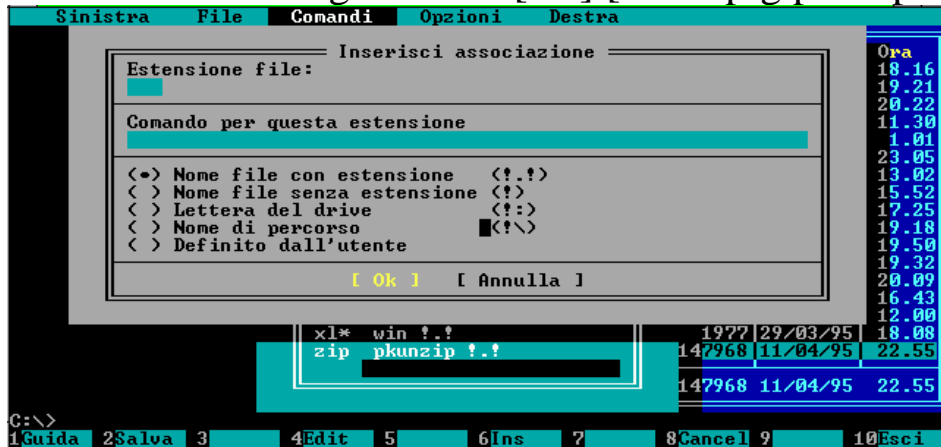 Sinistra File Comandi Opzioni Destra
Inserisci associazione
Ora
Estensione file:
18.16
19.21
20.22
Comando per questa estensione
11.30
1.01
23.05
(•) Nome file con estensione (!.!)
13.02
( ) Nome file senza estensione (!)
15.52
( ) Lettera del drive (!:)
17.25
( ) Nome di percorso (!\)
19.18
( ) Definito dall'utente
19.50
19.32
[ Ok ] [ Annulla ]
20.09
16.43
12.00
xl* win !.! 1977 29/03/95 18.08
zip pkunzip !.! 147968 11/04/95 22.55
147968 11/04/95 22.55
C:\>
1Guida 2Salva 3 4Edit 5 6Ins 7 8Cancel 9 10Esci